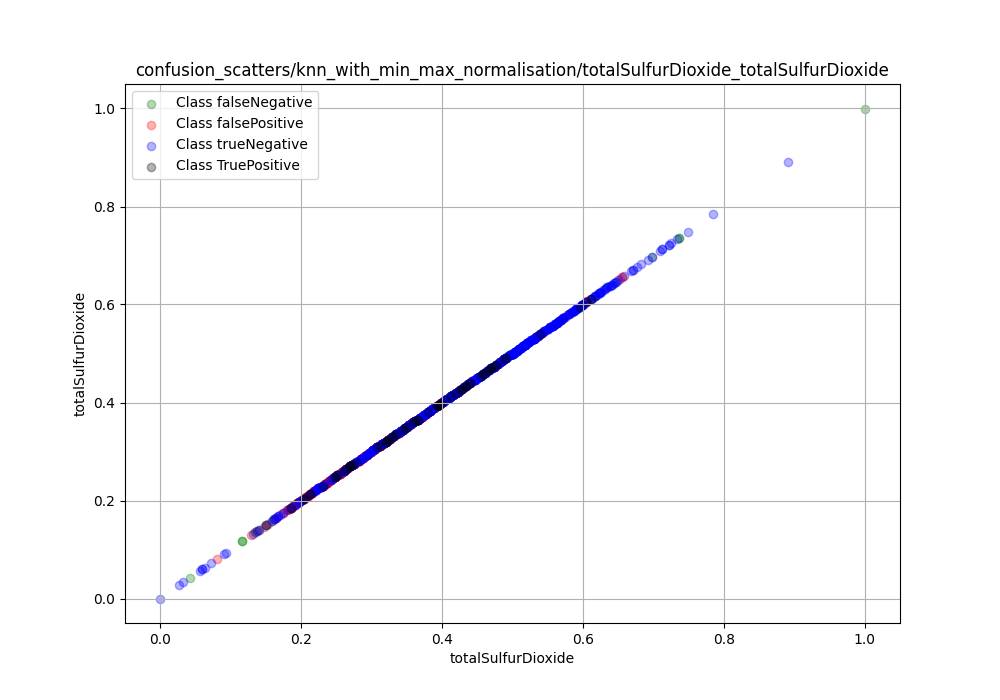 confusion_scatters/knn_with_min_max_normalisation/totalSulfurDioxide_totalSulfurDioxide
Class falseNegative
Class falsePositive
Class trueNegative
Class TruePositive
1.0
0.8
0.6
0.4
0.2
0.0
totalSulfurDioxide
0.0 0.2 0.4 0.6 0.8 1.0
totalSulfurDioxide